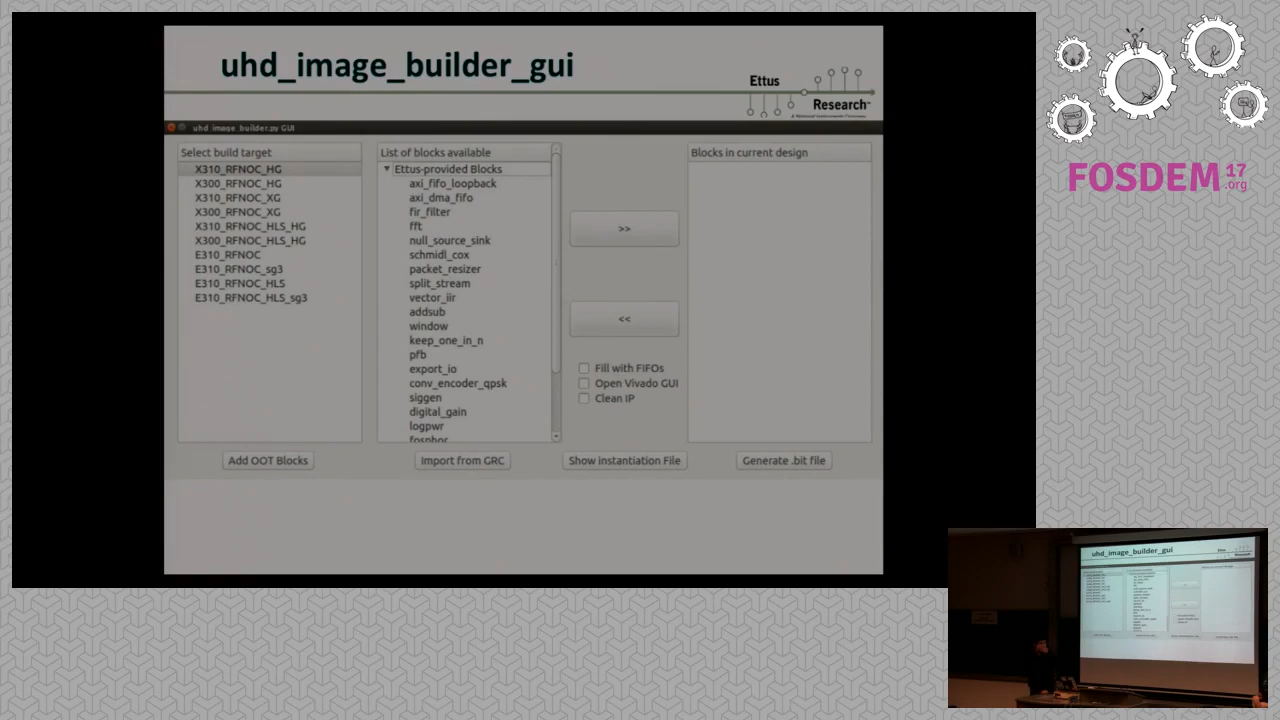 uhd_image_builder_gui
Ettus
Research™
uhd_image_builder.py GUI
Select build target
X310_RFNOC_HG
X300_RFNOC_HG
X310_RFNOC_XG
X300_RFNOC_XG
X310_RFNOC_HLS_HG
X300_RFNOC_HLS_HG
E310_RFNOC
E310_RFNOC_sg3
E310_RFNOC_HLS
E310_RFNOC_HLS_sg3
Add OOT Blocks
List of blocks available
Ettus-provided Blocks
axi_fifo_loopback
axi_dma_fifo
fir_filter
fft
null_source_sink
schmidl_cox
packet_resizer
split_stream
vector_iir
addsub
window
keep_one_in_n
pfb
export_io
conv_encoder_qpsk
siggen
digital_gain
logpwr
fosphor
Import from GRC
>>
<<
Fill with FIFOs
Open Vivado GUI
Clean IP
Show instantiation File
Blocks in current design
Generate .bit file
FOSDEM 17
.org
uhd_image_builder_gui